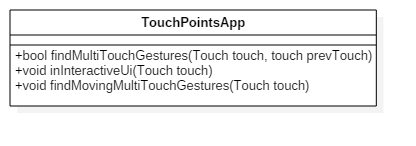 TouchPointsApp
+bool findMultiTouchGestures(Touch touch, touch prevTouch)
+void inInteractiveUi(Touch touch)
+void findMovingMultiTouchGestures(Touch touch)